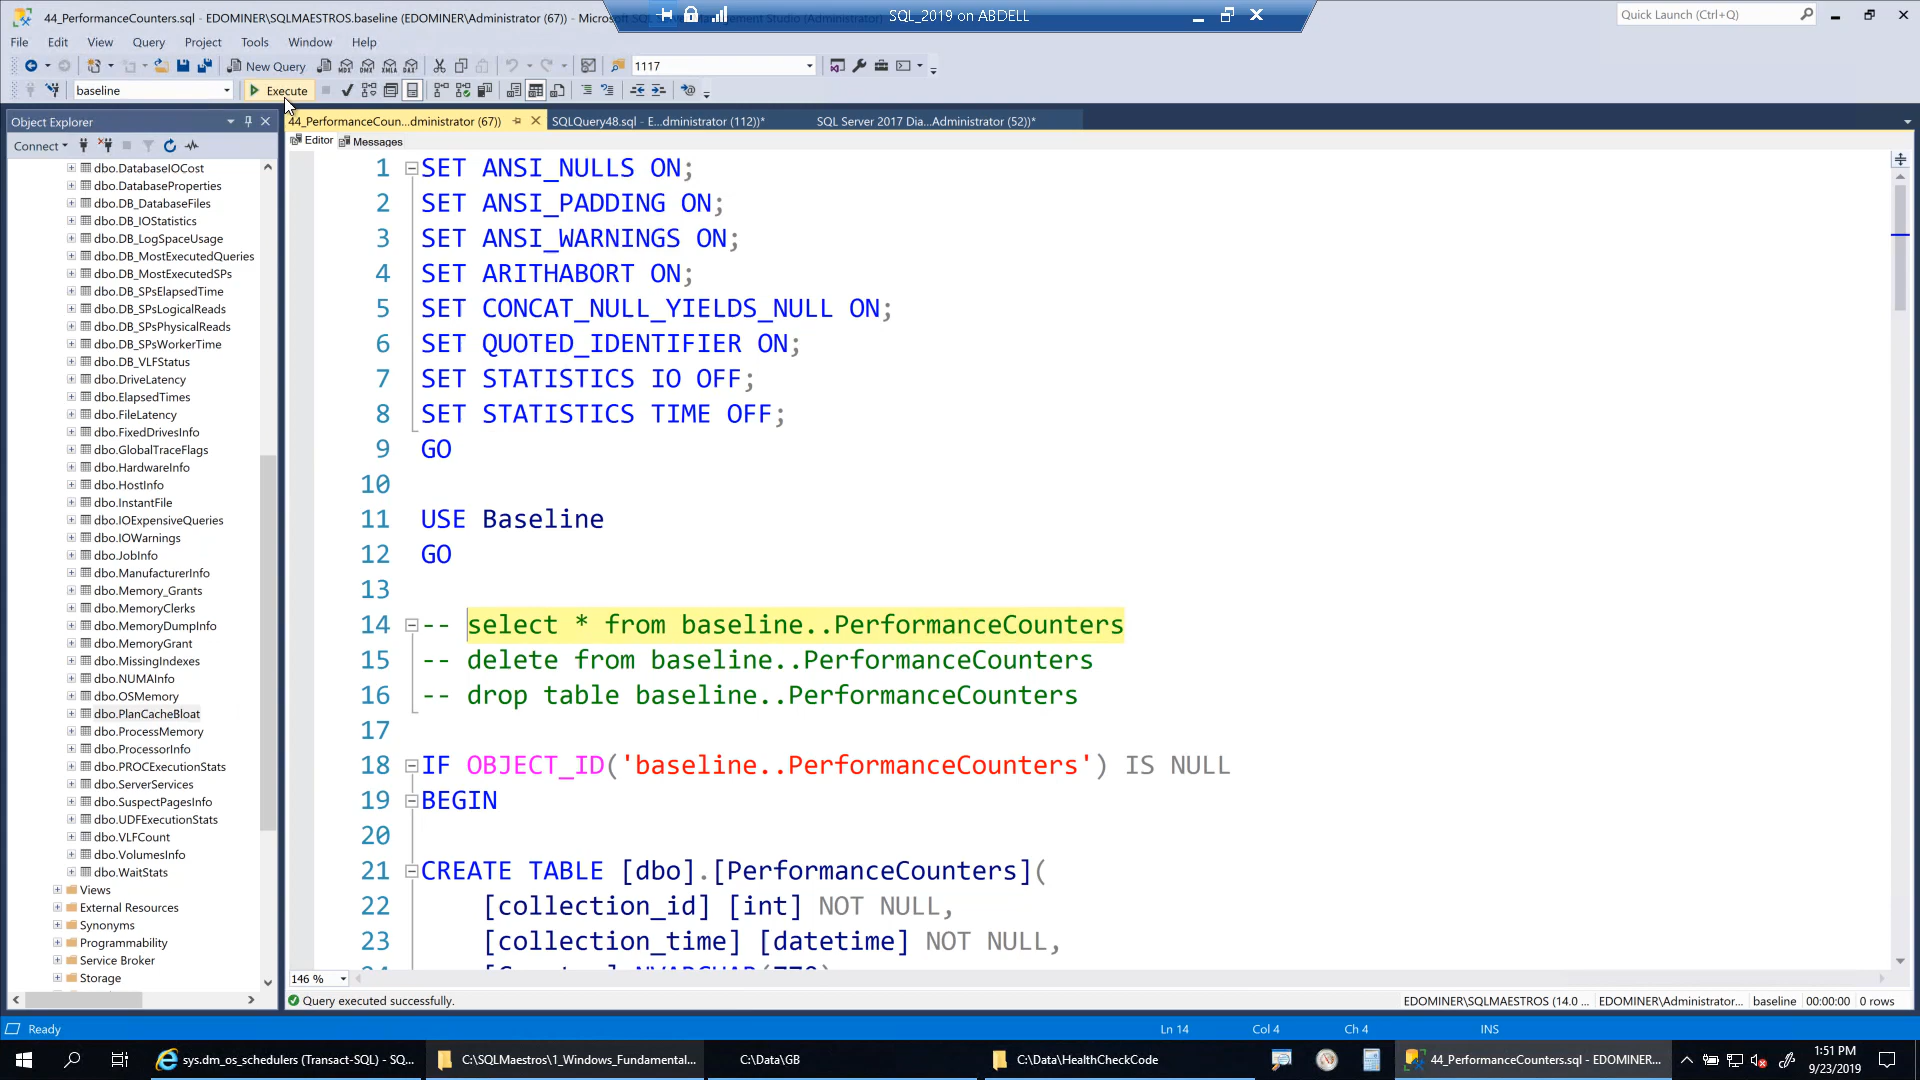 44_PerformanceCounters.sql - EDOMINER\SQLMAESTROS.baseline (EDOMINER\Administrator (67)) - Micros
SQL_2019 on ABDELL
Quick Launch (Ctrl+Q)
File Edit View Query Project Tools Window Help
New Query MDX DMX XMLA DAX 1117
baseline Execute
Object Explorer
44_PerformanceCoun...dministrator (67)) SQLQuery48.sql - E...dministrator (112))* SQL Server 2017 Dia...Administrator (52))*
Connect
Editor Messages
dbo.DatabaseIOCost
dbo.DatabaseProperties
dbo.DB_DatabaseFiles
dbo.DB_IOStatistics
dbo.DB_LogSpaceUsage
dbo.DB_MostExecutedQueries
dbo.DB_MostExecutedSPs
dbo.DB_SPsElapsedTime
dbo.DB_SPsLogicalReads
dbo.DB_SPsPhysicalReads
dbo.DB_SPsWorkerTime
dbo.DB_VLFStatus
dbo.DriveLatency
dbo.ElapsedTimes
dbo.FileLatency
dbo.FixedDrivesInfo
dbo.GlobalTraceFlags
dbo.HardwareInfo
dbo.HostInfo
dbo.InstantFile
dbo.IOExpensiveQueries
dbo.IOWarnings
dbo.JobInfo
dbo.ManufacturerInfo
dbo.Memory_Grants
dbo.MemoryClerks
dbo.MemoryDumpInfo
dbo.MemoryGrant
dbo.MissingIndexes
dbo.NUMAInfo
dbo.OSMemory
dbo.PlanCacheBloat
dbo.ProcessMemory
dbo.ProcessorInfo
dbo.PROCExecutionStats
dbo.ServerServices
dbo.SuspectPagesInfo
dbo.UDFExecutionStats
dbo.VLFCount
dbo.VolumesInfo
dbo.WaitStats
Views
External Resources
Synonyms
Programmability
Service Broker
Storage
1 SET ANSI_NULLS ON;
2 SET ANSI_PADDING ON;
3 SET ANSI_WARNINGS ON;
4 SET ARITHABORT ON;
5 SET CONCAT_NULL_YIELDS_NULL ON;
6 SET QUOTED_IDENTIFIER ON;
7 SET STATISTICS IO OFF;
8 SET STATISTICS TIME OFF;
9 GO
10
11 USE Baseline
12 GO
13
14 -- select * from baseline..PerformanceCounters
15 -- delete from baseline..PerformanceCounters
16 -- drop table baseline..PerformanceCounters
17
18 IF OBJECT_ID('baseline..PerformanceCounters') IS NULL
19 BEGIN
20
21 CREATE TABLE [dbo].[PerformanceCounters](
22 [collection_id] [int] NOT NULL,
23 [collection_time] [datetime] NOT NULL,
146 %
Query executed successfully. EDOMINER\SQLMAESTROS (14.0 ... EDOMINER\Administrator... baseline 00:00:00 0 rows
Ready Ln 14 Col 4 Ch 4 INS
sys.dm_os_schedulers (Transact-SQL) - SQ... C:\SQLMaestros\1_Windows_Fundamental... C:\Data\GB C:\Data\HealthCheckCode 44_PerformanceCounters.sql - EDOMINER... 1:51 PM
9/23/2019